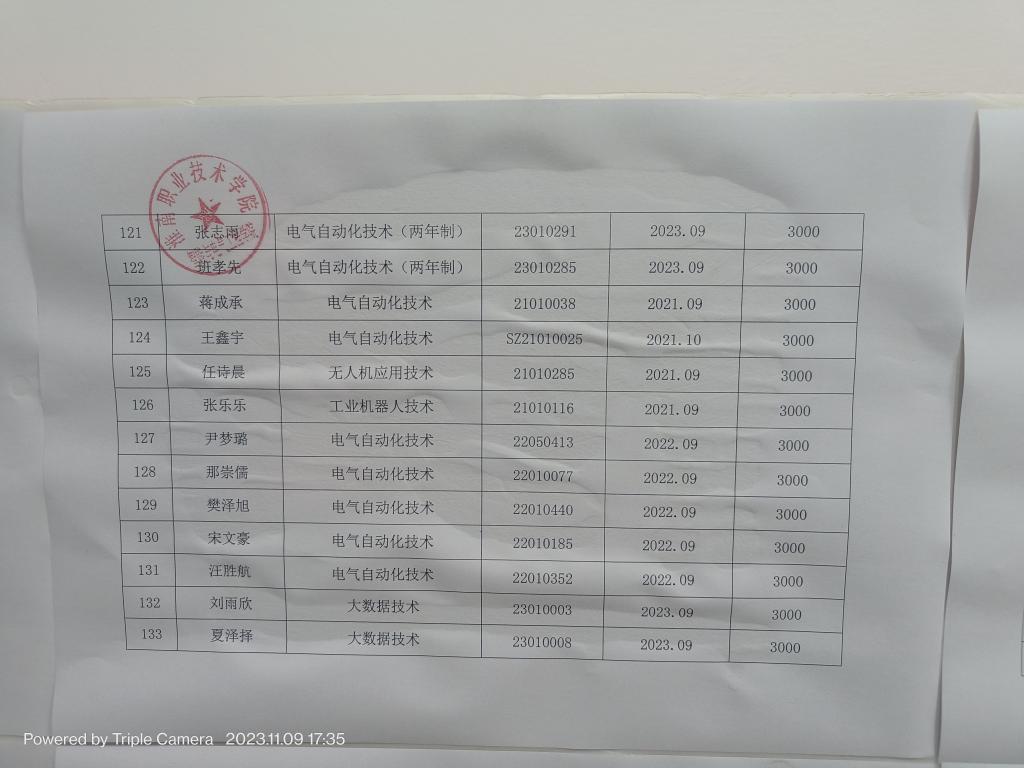 淮南职业技术学院
121 张志雨 电气自动化技术（两年制） 23010291 2023.09 3000
122 班孝先 电气自动化技术（两年制） 23010285 2023.09 3000
123 蒋成承 电气自动化技术 21010038 2021.09 3000
124 王鑫宇 电气自动化技术 SZ21010025 2021.10 3000
125 任诗晨 无人机应用技术 21010285 2021.09 3000
126 张乐乐 工业机器人技术 21010116 2021.09 3000
127 尹梦璐 电气自动化技术 22050413 2022.09 3000
128 那崇儒 电气自动化技术 22010077 2022.09 3000
129 樊泽旭 电气自动化技术 22010440 2022.09 3000
130 宋文豪 电气自动化技术 22010185 2022.09 3000
131 汪胜航 电气自动化技术 22010352 2022.09 3000
132 刘雨欣 大数据技术 23010003 2023.09 3000
133 夏泽择 大数据技术 23010008 2023.09 3000
Powered by Triple Camera 2023.11.09 17:35